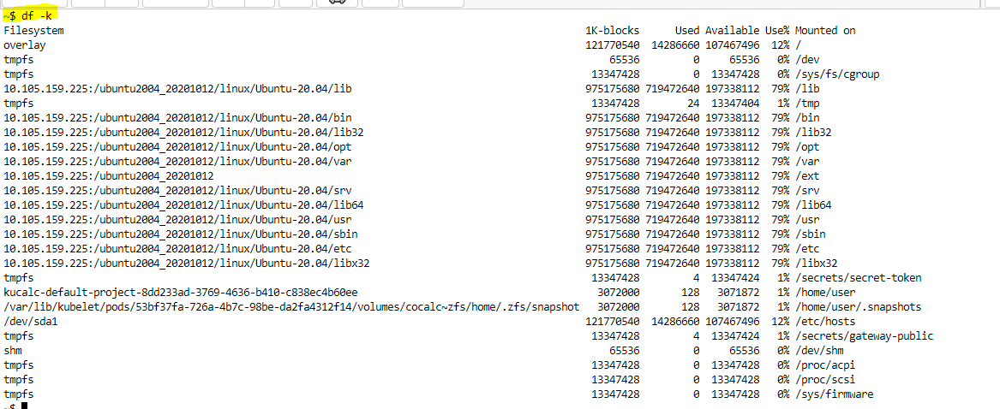 ~$ df -k
Filesystem 1K-blocks Used Available Use% Mounted on
overlay 121770540 14286660 107467496 12% /
tmpfs 65536 0 65536 0% /dev
tmpfs 13347428 0 13347428 0% /sys/fs/cgroup
10.105.159.225:/ubuntu2004_20201012/linux/Ubuntu-20.04/lib 975175680 719472640 197338112 79% /lib
tmpfs 13347428 24 13347404 1% /tmp
10.105.159.225:/ubuntu2004_20201012/linux/Ubuntu-20.04/bin 975175680 719472640 197338112 79% /bin
10.105.159.225:/ubuntu2004_20201012/linux/Ubuntu-20.04/lib32 975175680 719472640 197338112 79% /lib32
10.105.159.225:/ubuntu2004_20201012/linux/Ubuntu-20.04/opt 975175680 719472640 197338112 79% /opt
10.105.159.225:/ubuntu2004_20201012/linux/Ubuntu-20.04/var 975175680 719472640 197338112 79% /var
10.105.159.225:/ubuntu2004_20201012 975175680 719472640 197338112 79% /ext
10.105.159.225:/ubuntu2004_20201012/linux/Ubuntu-20.04/srv 975175680 719472640 197338112 79% /srv
10.105.159.225:/ubuntu2004_20201012/linux/Ubuntu-20.04/lib64 975175680 719472640 197338112 79% /lib64
10.105.159.225:/ubuntu2004_20201012/linux/Ubuntu-20.04/usr 975175680 719472640 197338112 79% /usr
10.105.159.225:/ubuntu2004_20201012/linux/Ubuntu-20.04/sbin 975175680 719472640 197338112 79% /sbin
10.105.159.225:/ubuntu2004_20201012/linux/Ubuntu-20.04/etc 975175680 719472640 197338112 79% /etc
10.105.159.225:/ubuntu2004_20201012/linux/Ubuntu-20.04/libx32 975175680 719472640 197338112 79% /libx32
tmpfs 13347428 4 13347424 1% /secrets/secret-token
kucalc-default-project-8dd233ad-3769-4636-b410-c838ec4b60ee 3072000 128 3071872 1% /home/user
/var/lib/kubelet/pods/53bf37fa-726a-4b7c-98be-da2fa4312f14/volumes/cocalc~zfs/home/.zfs/snapshot 3072000 128 3071872 1% /home/user/.snapshots
/dev/sda1 121770540 14286660 107467496 12% /etc/hosts
tmpfs 13347428 4 13347424 1% /secrets/gateway-public
shm 65536 0 65536 0% /dev/shm
tmpfs 13347428 0 13347428 0% /proc/acpi
tmpfs 13347428 0 13347428 0% /proc/scsi
tmpfs 13347428 0 13347428 0% /sys/firmware
~$